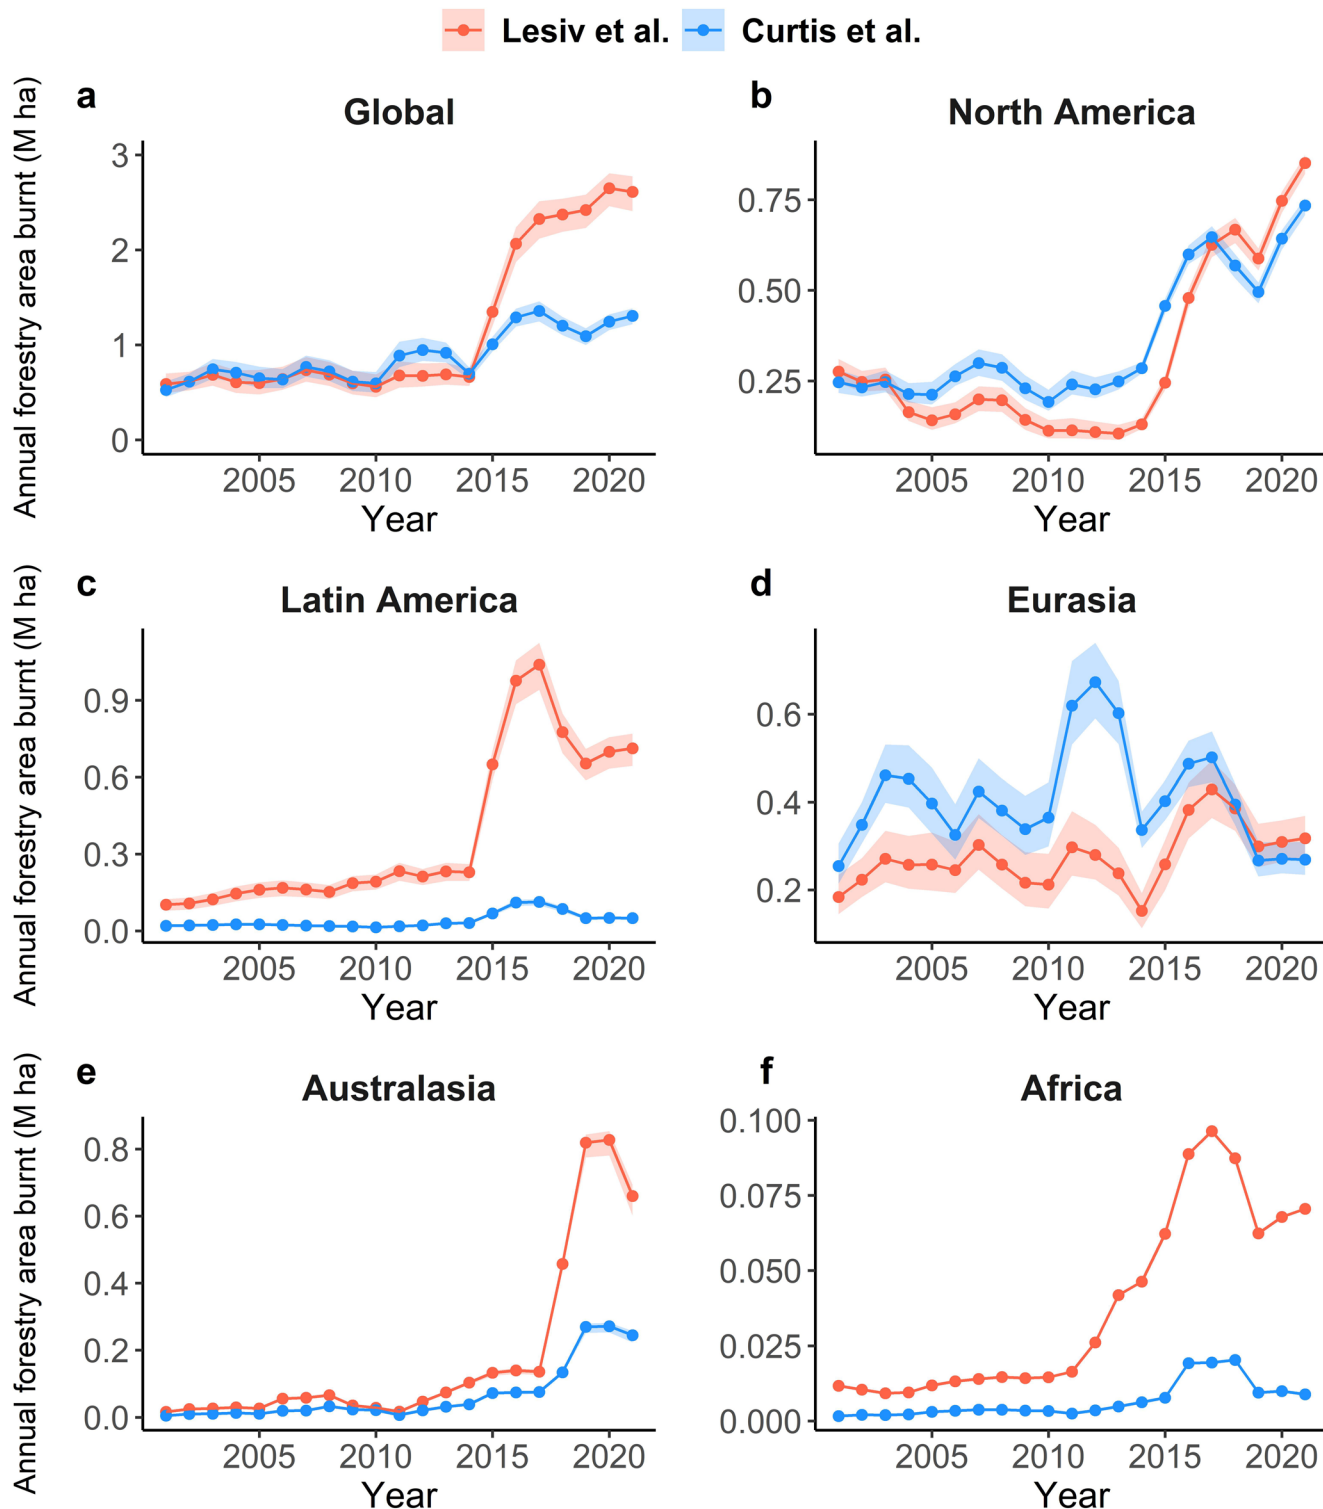 Lesiv et al. Curtis et al.
a Global
b North America
Annual forestry area burnt (M ha)
3
2
1
0
2005 2010 2015 2020
Year
0.75
0.50
0.25
2005 2010 2015 2020
Year
c Latin America
d Eurasia
Annual forestry area burnt (M ha)
0.9
0.6
0.3
0.0
2005 2010 2015 2020
Year
0.6
0.4
0.2
2005 2010 2015 2020
Year
e Australasia
f Africa
Annual forestry area burnt (M ha)
0.8
0.6
0.4
0.2
0.0
2005 2010 2015 2020
Year
0.100
0.075
0.050
0.025
0.000
2005 2010 2015 2020
Year